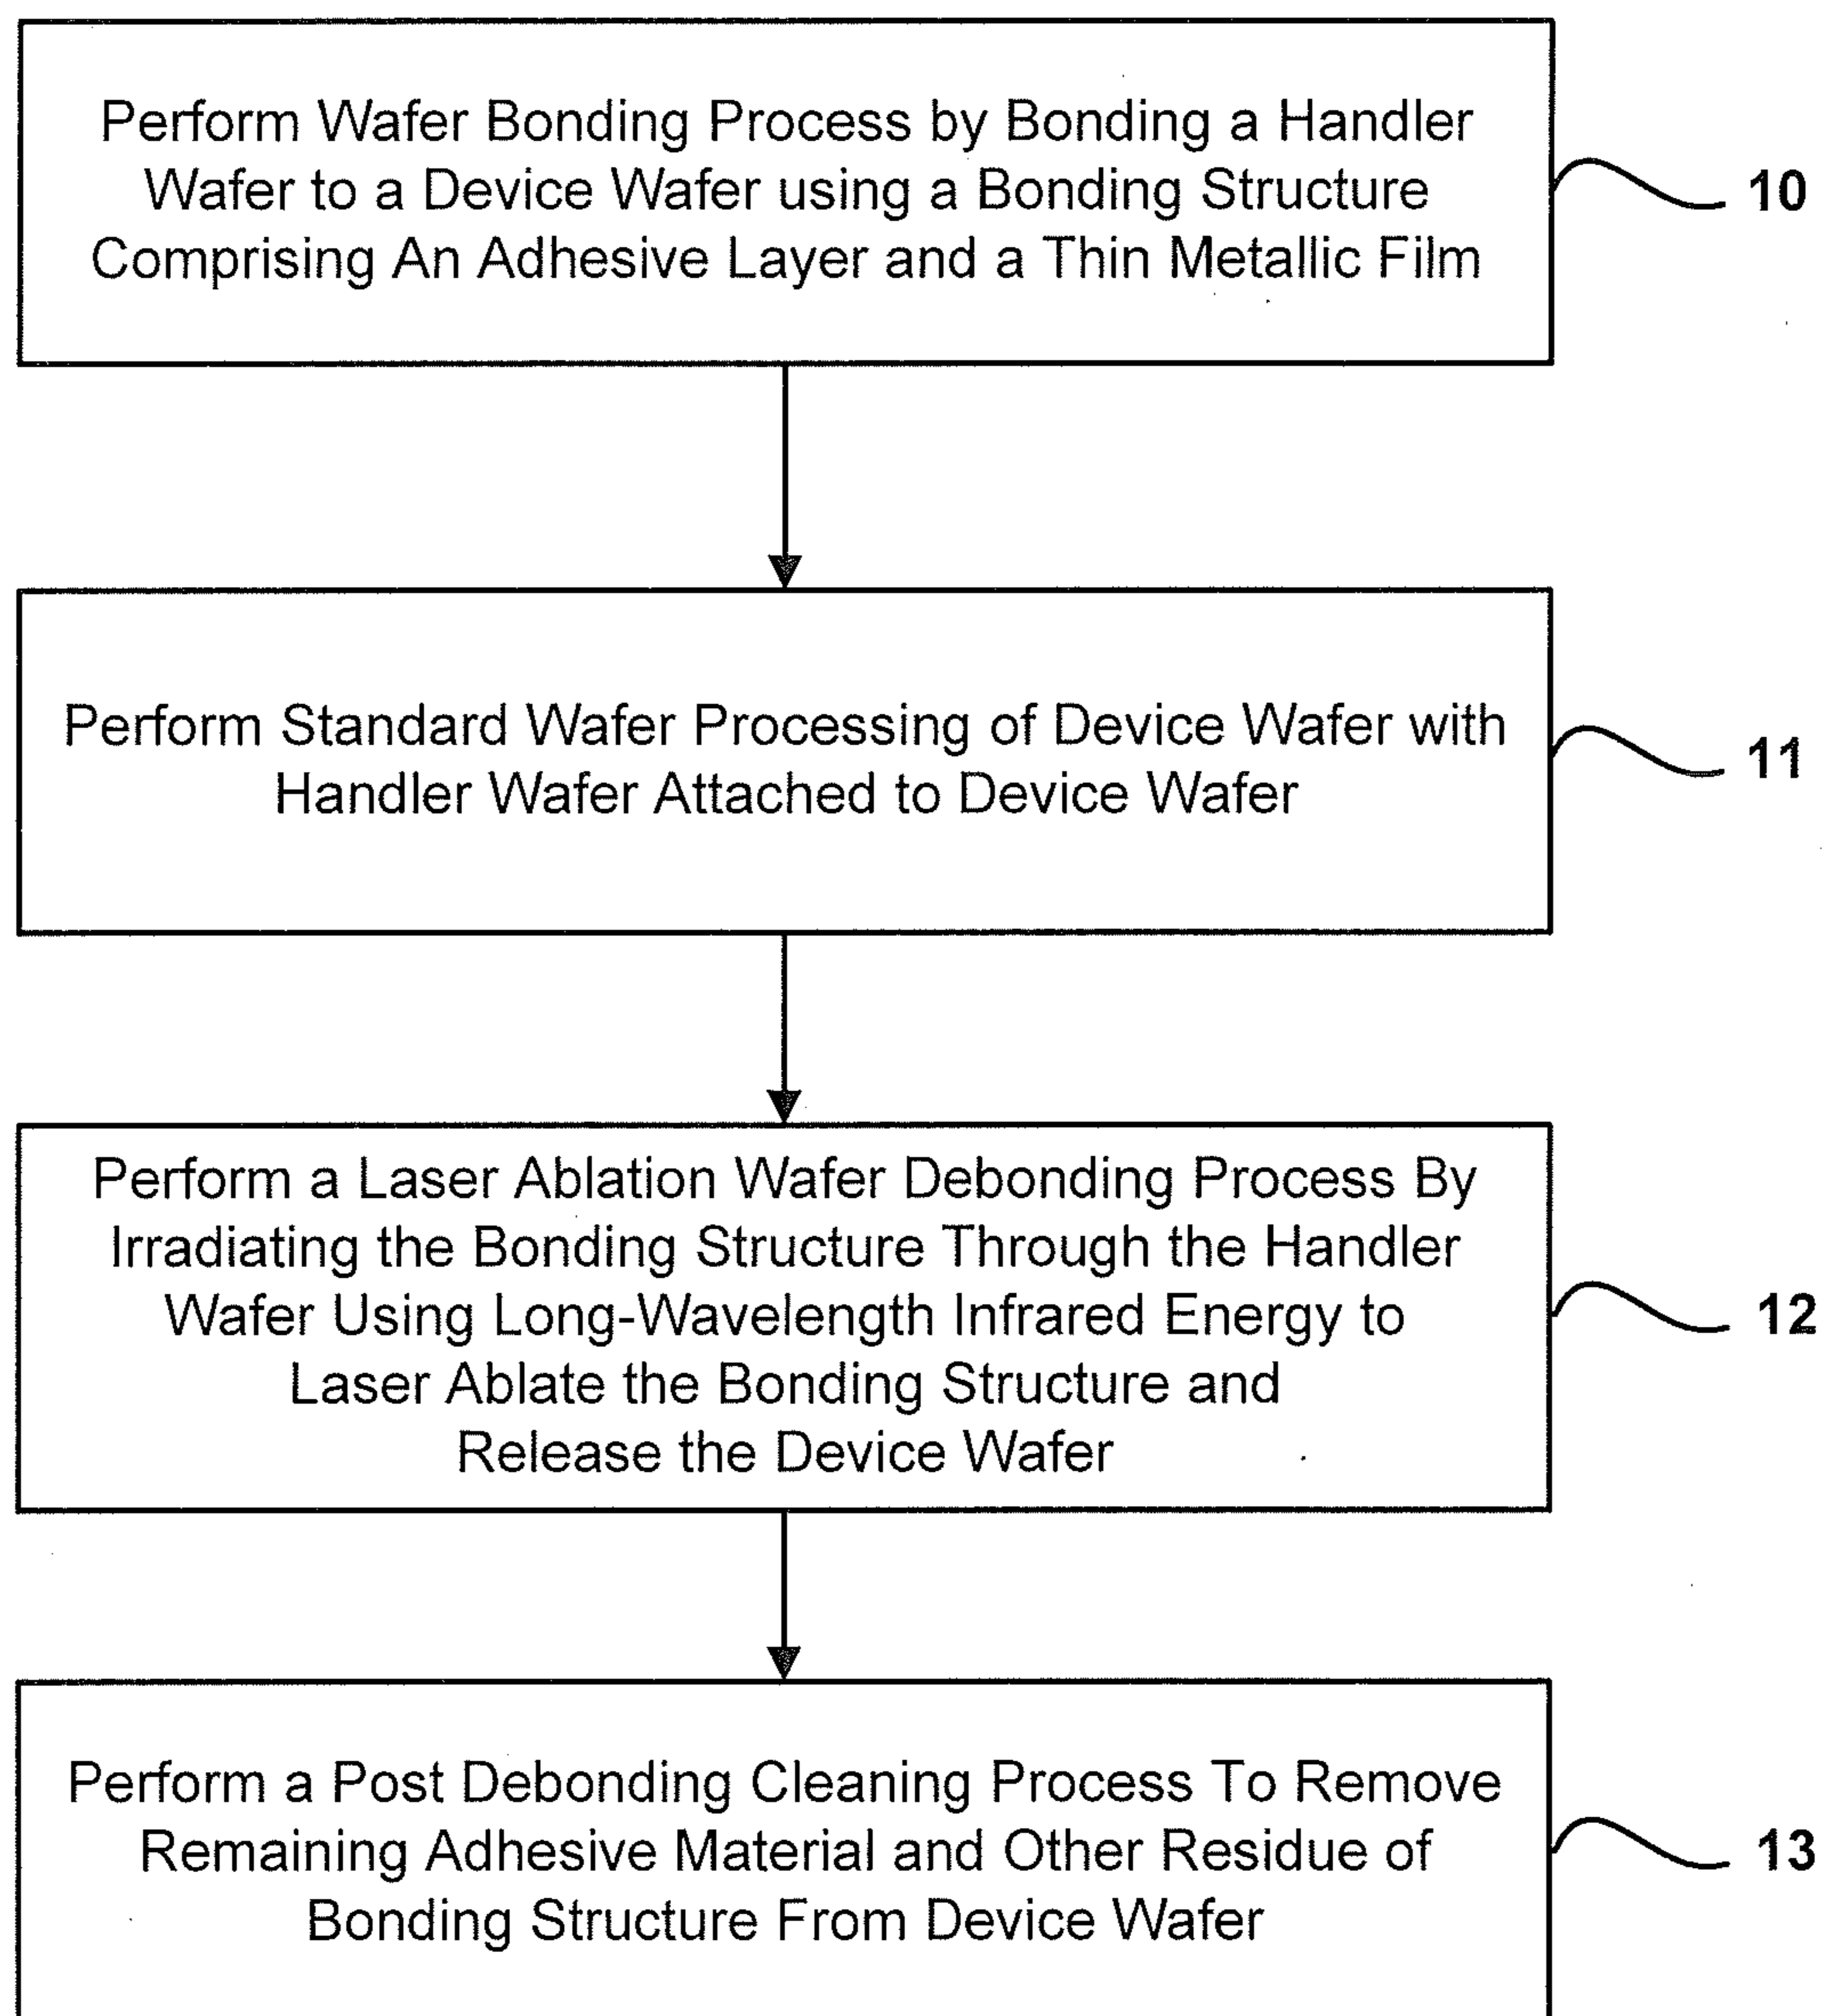 Perform Wafer Bonding Process by Bonding a Handler
Wafer to a Device Wafer using a Bonding Structure
Comprising An Adhesive Layer and a Thin Metallic Film
10
Perform Standard Wafer Processing of Device Wafer with
Handler Wafer Attached to Device Wafer
11
Perform a Laser Ablation Wafer Debonding Process By
Irradiating the Bonding Structure Through the Handler
Wafer Using Long-Wavelength Infrared Energy to
Laser Ablate the Bonding Structure and
Release the Device Wafer
12
Perform a Post Debonding Cleaning Process To Remove
Remaining Adhesive Material and Other Residue of
Bonding Structure From Device Wafer
13